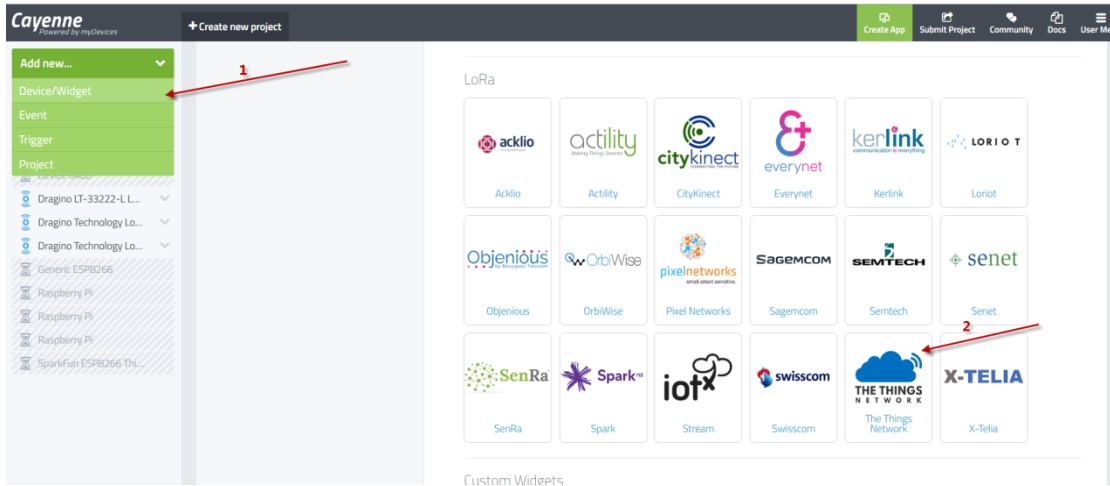 Cayenne
Powered by myDevices
+ Create new project
Create App
Submit Project
Community
Docs
User Me
Add new...
Device/Widget
Event
Trigger
Project
1
Dragino LT-33222-L L...
Dragino Technology Lo...
Dragino Technology Lo...
Generic ESP8266
Raspberry Pi
Raspberry Pi
Raspberry Pi
SparkFun ESP8266 Thi...
LoRa
acklio
Acklio
actility
Making Things Smarter
Actility
citykinect
CONNECTING THE FUTURE
CityKinect
everynet
Everynet
kerlink
communication is everything
Kerlink
LORIOT
Loriot
Objenious
by Bouygues Telecom
Objenious
OrbiWise
OrbiWise
pixelnetworks
small.smart.sensitive.
Pixel Networks
SAGEMCOM
Sagemcom
SEMTECH
Semtech
senet
Senet
2
SenRa
SenRa
Spark
Spark
iotx
Stream
swisscom
Swisscom
THE THINGS
NETWORK
The Things
Network
X-TELIA
X-Telia
Custom Widgets